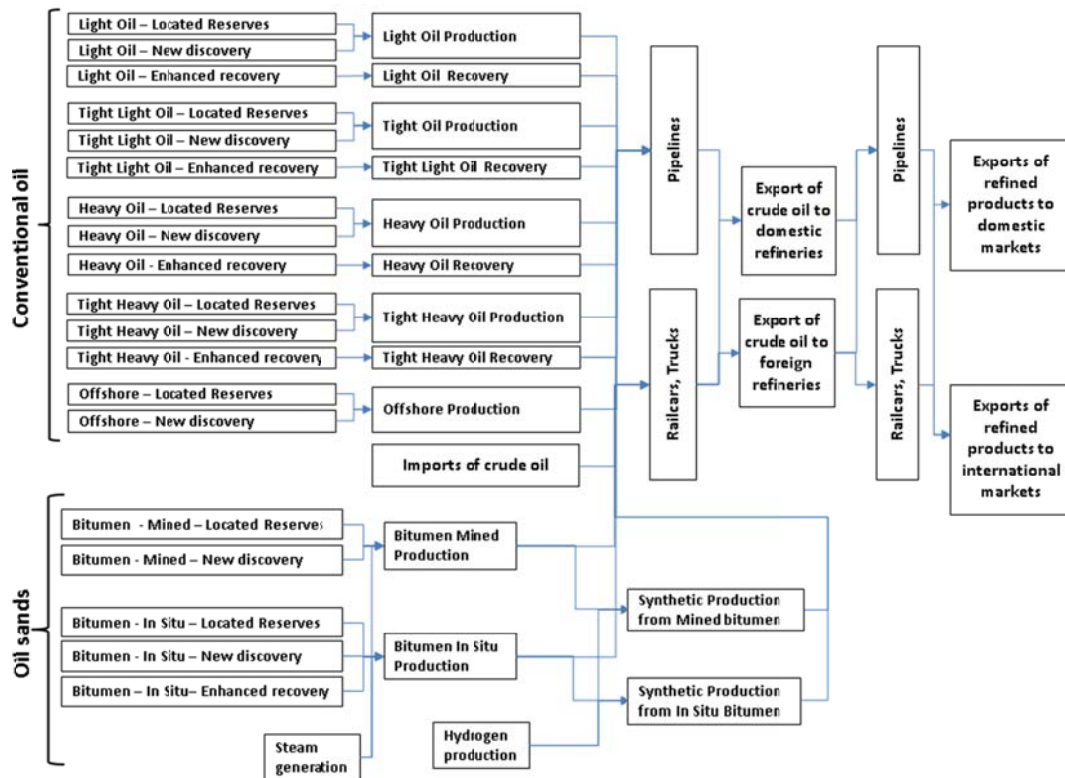 Conventional oil
Light Oil – Located Reserves
Light Oil – New discovery
Light Oil – Enhanced recovery
Tight Light Oil – Located Reserves
Tight Light Oil – New discovery
Tight Light Oil – Enhanced recovery
Heavy Oil – Located Reserves
Heavy Oil – New discovery
Heavy Oil - Enhanced recovery
Tight Heavy Oil – Located Reserves
Tight Heavy Oil – New discovery
Tight Heavy Oil - Enhanced recovery
Offshore – Located Reserves
Offshore – New discovery
Light Oil Production
Light Oil Recovery
Tight Oil Production
Tight Light Oil Recovery
Heavy Oil Production
Heavy Oil Recovery
Tight Heavy Oil Production
Tight Heavy Oil Recovery
Offshore Production
Imports of crude oil
Oil sands
Bitumen - Mined – Located Reserves
Bitumen - Mined – New discovery
Bitumen - In Situ – Located Reserves
Bitumen - In Situ – New discovery
Bitumen – In Situ– Enhanced recovery
Steam
generation
Bitumen Mined
Production
Bitumen In Situ
Production
Hydrogen
production
Synthetic Production
from Mined bitumen
Synthetic Production
from In Situ Bitumen
Pipelines
Railcars, Trucks
Export of
crude oil to
domestic
refineries
Export of
crude oil to
foreign
refineries
Pipelines
Railcars, Trucks
Exports of
refined
products to
domestic
markets
Exports of
refined
products to
international
markets